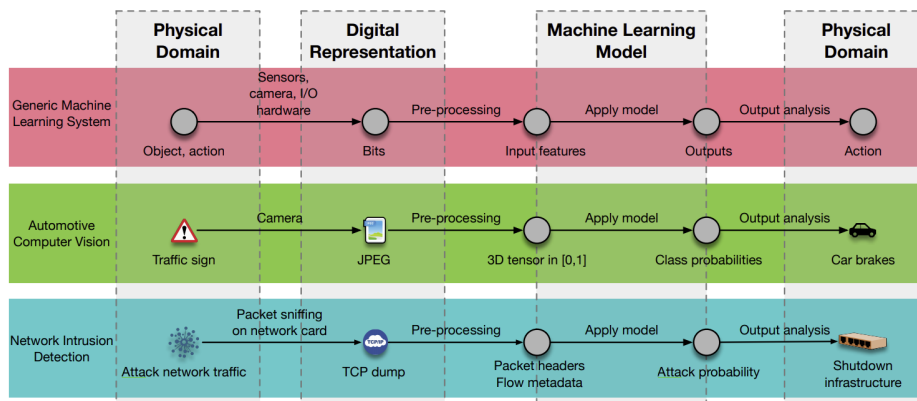 Physical
Domain
Digital
Representation
Machine Learning
Model
Physical
Domain
Generic Machine
Learning System
Sensors,
camera, I/O
hardware
Pre-processing
Apply model
Output analysis
Object, action
Bits
Input features
Outputs
Action
Automotive
Computer Vision
Camera
Pre-processing
Apply model
Output analysis
Traffic sign
JPEG
3D tensor in [0,1]
Class probabilities
Car brakes
Network Intrusion
Detection
Packet sniffing
on network card
Pre-processing
Apply model
Output analysis
TCP/IP
Attack network traffic
TCP dump
Packet headers
Flow metadata
Attack probability
Shutdown
infrastructure